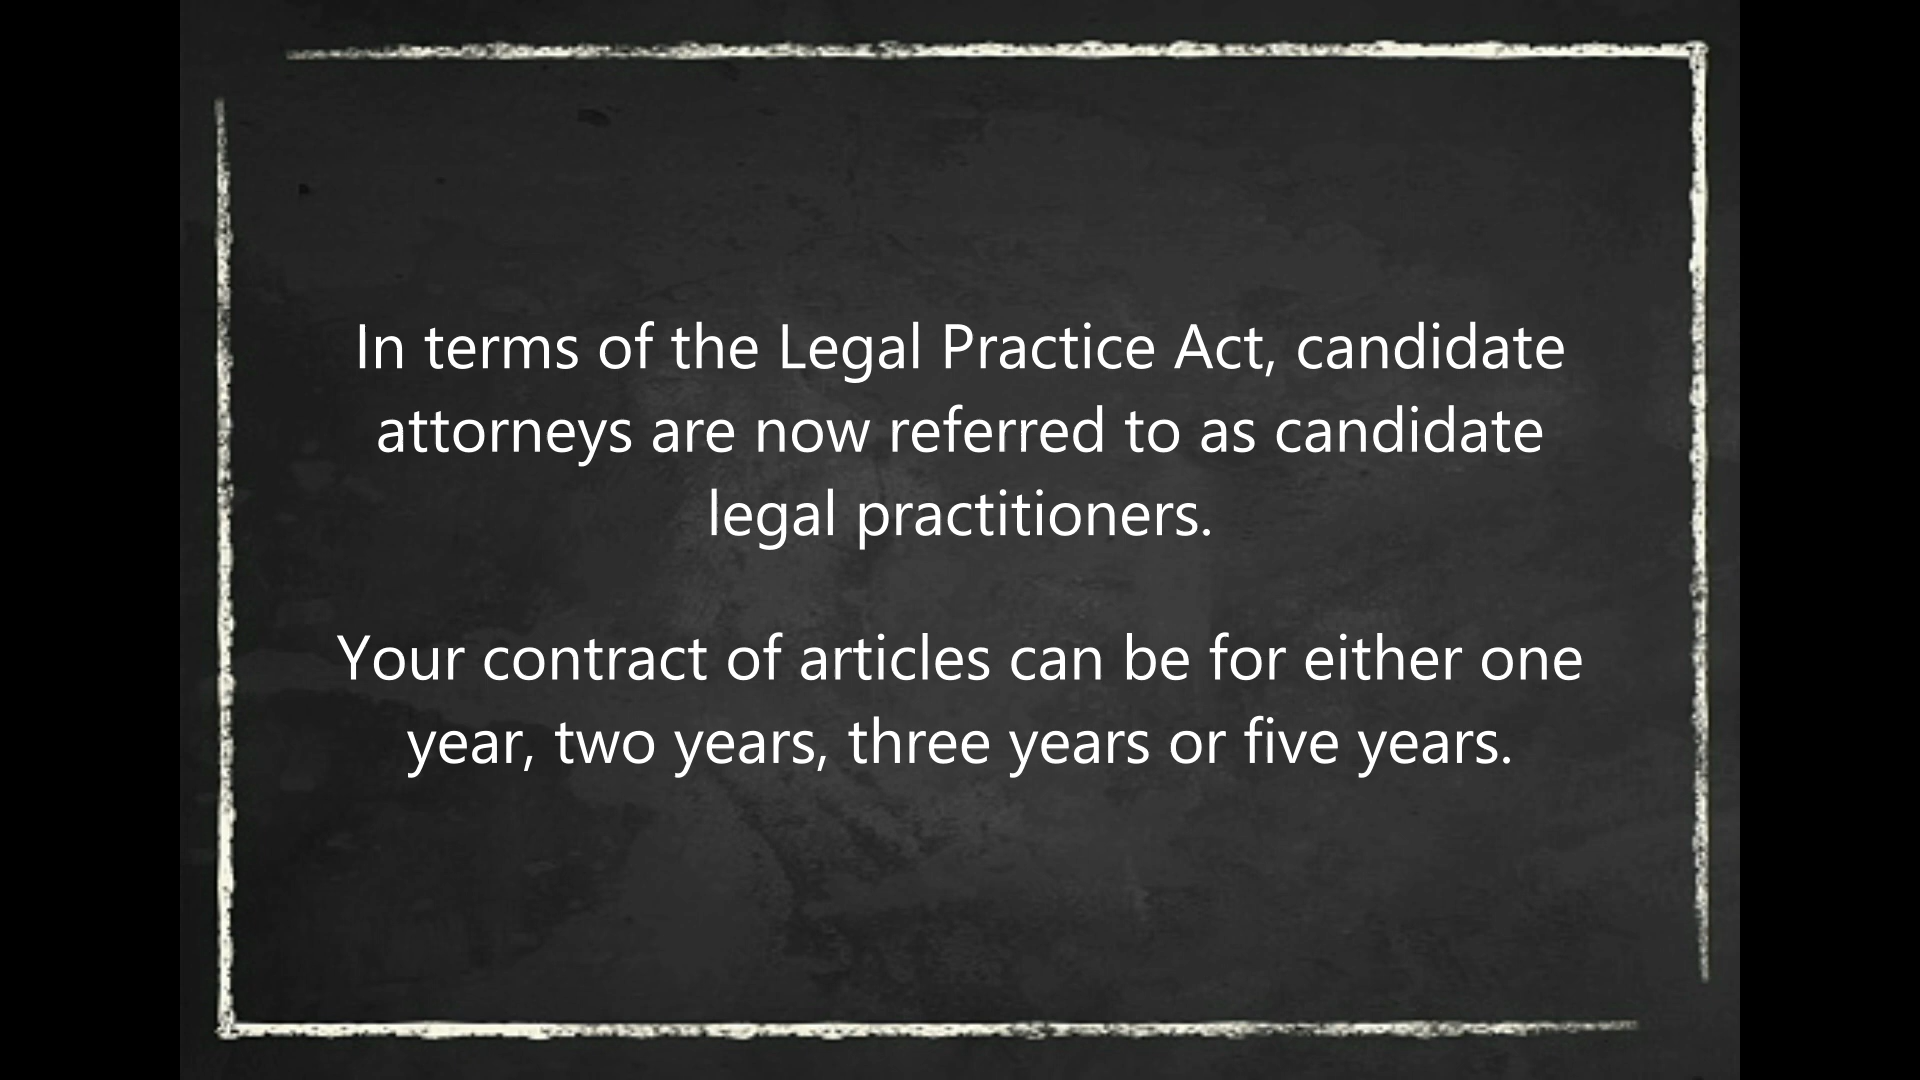 In terms of the Legal Practice Act, candidate
attorneys are now referred to as candidate
legal practitioners.
Your contract of articles can be for either one
year, two years, three years or five years.